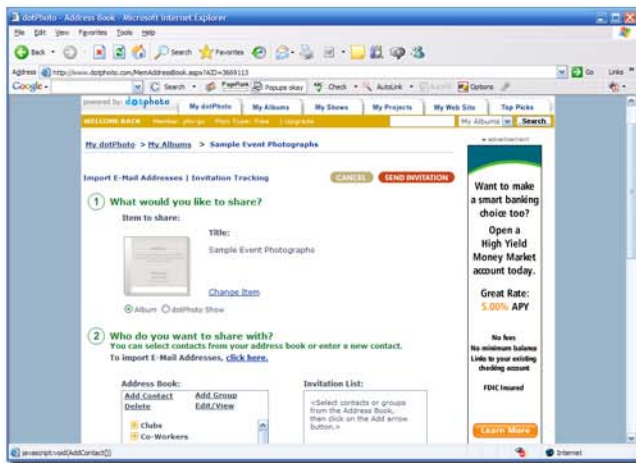 dotPhoto - Address Book - Microsoft Internet Explorer
File Edit View Favorites Tools Help
Back Search Favorites
Address http://www.dotphoto.com/MenAddressBook.aspx?AID=3669113 Go Links
Google Search PageRank Popups okay Check AutoLink Options
powered by: dotphoto My dotPhoto My Albums My Shows My Projects My Web Site Top Picks
WELCOME BACK Member: Plan Type: Free | Upgrade My Albums Search
My dotPhoto > My Albums > Sample Event Photographs
Import E-Mail Addresses | Invitation Tracking CANCEL SEND INVITATION
1 What would you like to share?
Item to share:
Title:
Sample Event Photographs
Change Item
Album dotPhoto Show
2 Who do you want to share with?
You can select contacts from your address book or enter a new contact.
To import E-Mail Addresses, click here.
Address Book: Invitation List:
Add Contact Add Group
Delete Edit/View
Clubs
Co-Workers
<Select contacts or groups
from the Address Book,
then click on the Add arrow
button.>
advertisement
Want to make
a smart banking
choice too?
Open a
High Yield
Money Market
account today.
Great Rate:
5.00% APY
No fees
No minimum balance
Links to your existing
checking account
FDIC Insured
Learn More
javascript:void(AddContact()) Internet